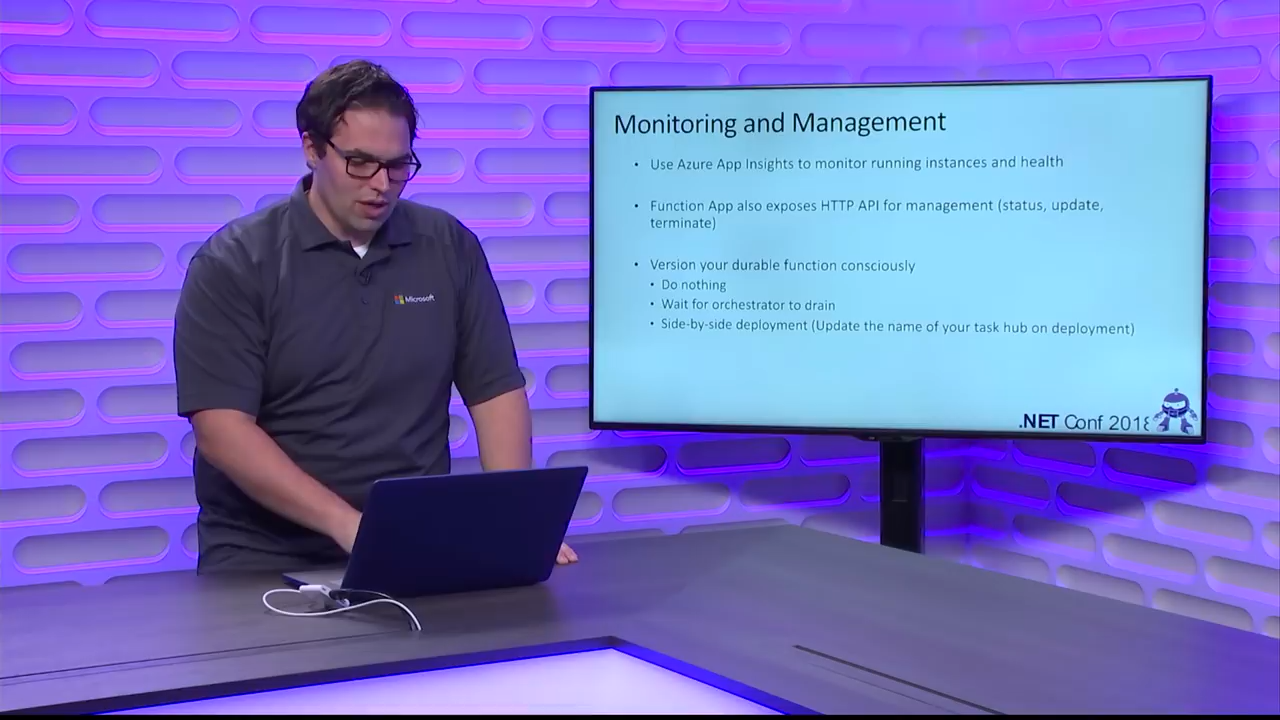 Microsoft
Monitoring and Management
• Use Azure App Insights to monitor running instances and health
• Function App also exposes HTTP API for management (status, update,
terminate)
• Version your durable function consciously
• Do nothing
• Wait for orchestrator to drain
• Side-by-side deployment (Update the name of your task hub on deployment)
.NET Conf 2018